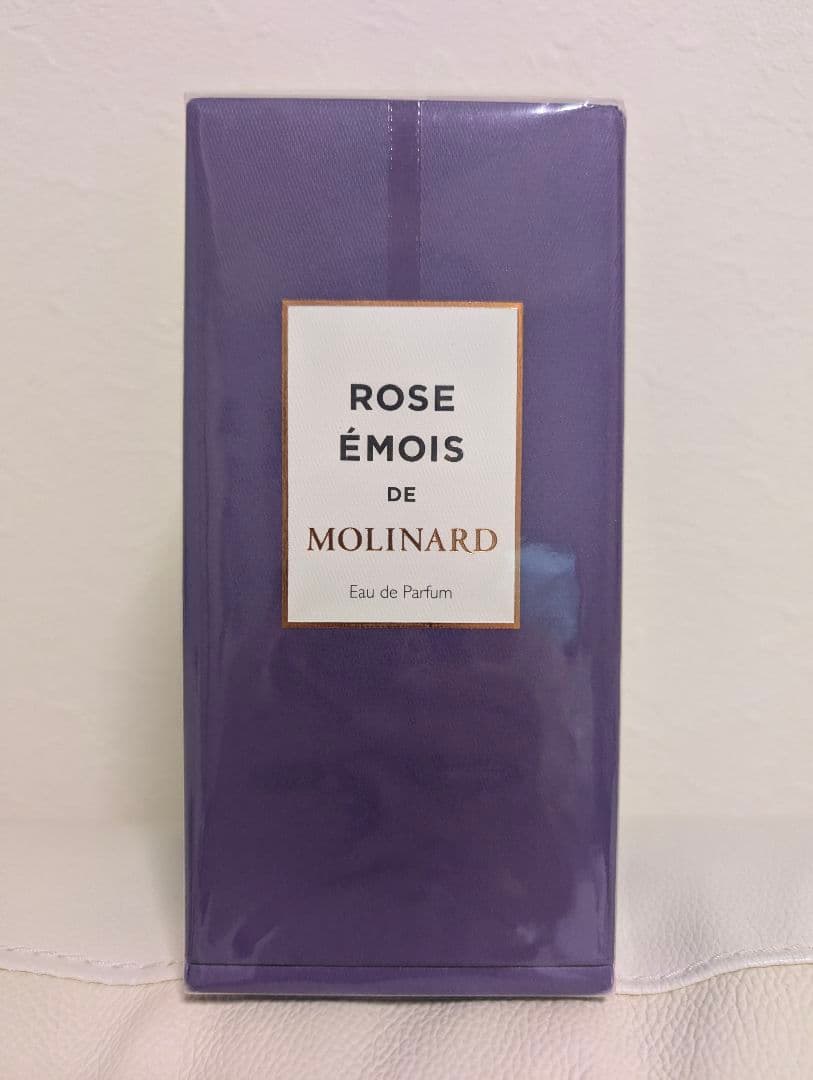 ROSE
ÉMOIS
DE
MOLINARD
Eau de Parfum